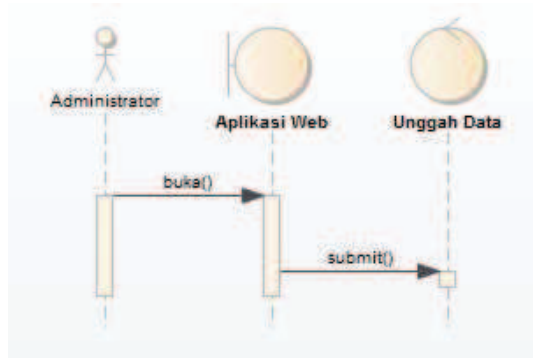 Administrator
Aplikasi Web
Unggah Data
buka()
submit()